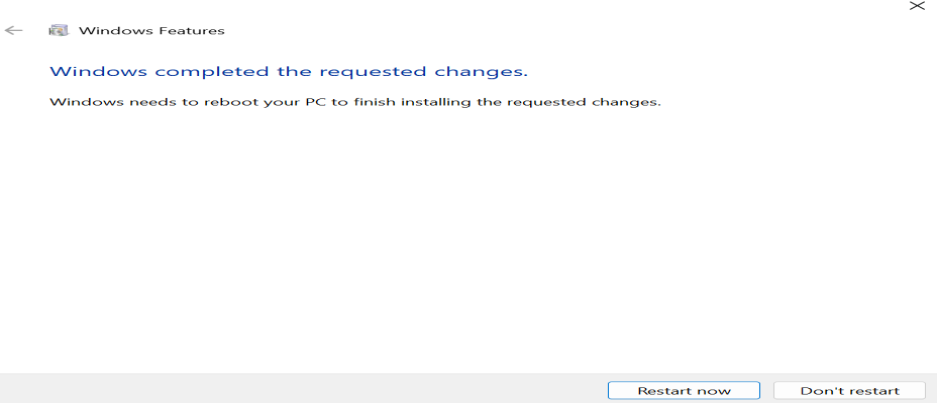 Windows Features
Windows completed the requested changes.
Windows needs to reboot your PC to finish installing the requested changes.
Restart now
Don't restart